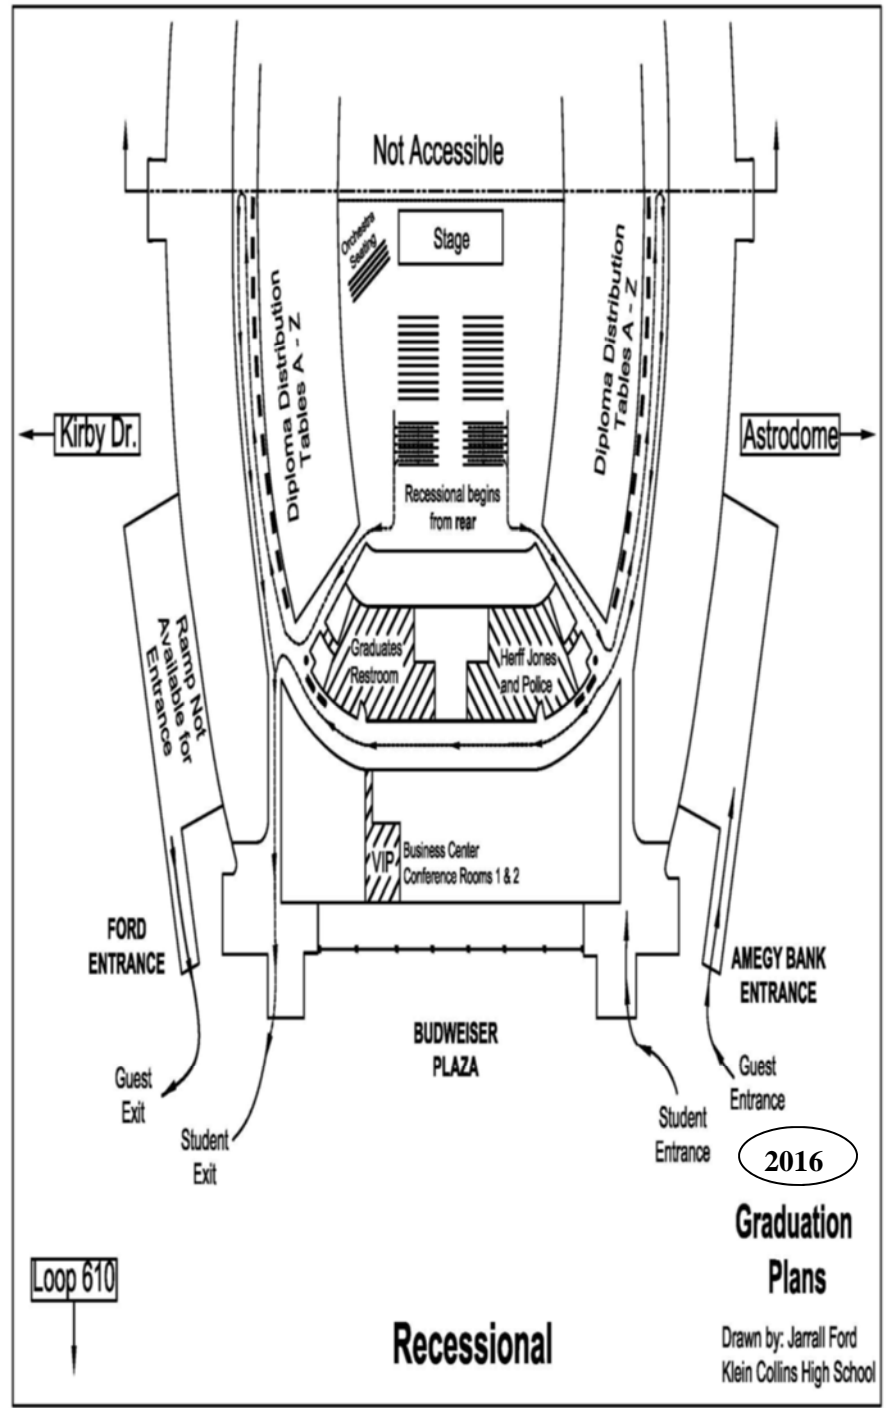 Not Accessible
Orchestra
Seating
Stage
Diploma Distribution
Tables A - Z
Diploma Distribution
Tables A - Z
Kirby Dr.
Astrodome
Recessional begins
from rear
Ramp Not
Available for
Entrance
Graduates
Restroom
Herff Jones
and Police
VIP
Business Center
Conference Rooms 1 & 2
FORD
ENTRANCE
AMEGY BANK
ENTRANCE
BUDWEISER
PLAZA
Guest
Exit
Student
Exit
Guest
Entrance
Student
Entrance
2016
Graduation
Plans
Loop 610
Recessional
Drawn by: Jarrall Ford
Klein Collins High School